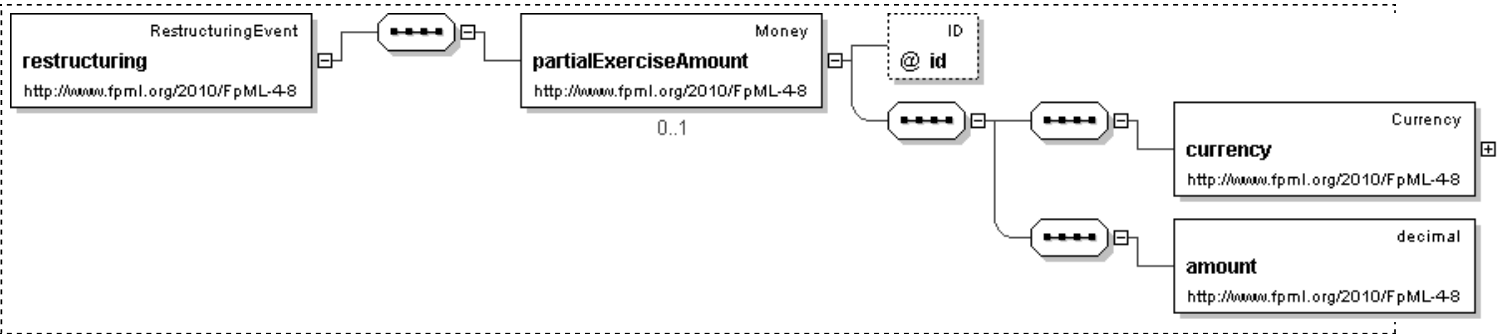 RestructuringEvent
restructuring
http://www.fpml.org/2010/FpML-4-8
Money
partialExerciseAmount
http://www.fpml.org/2010/FpML-4-8
0..1
ID
@ id
Currency
currency
http://www.fpml.org/2010/FpML-4-8
decimal
amount
http://www.fpml.org/2010/FpML-4-8